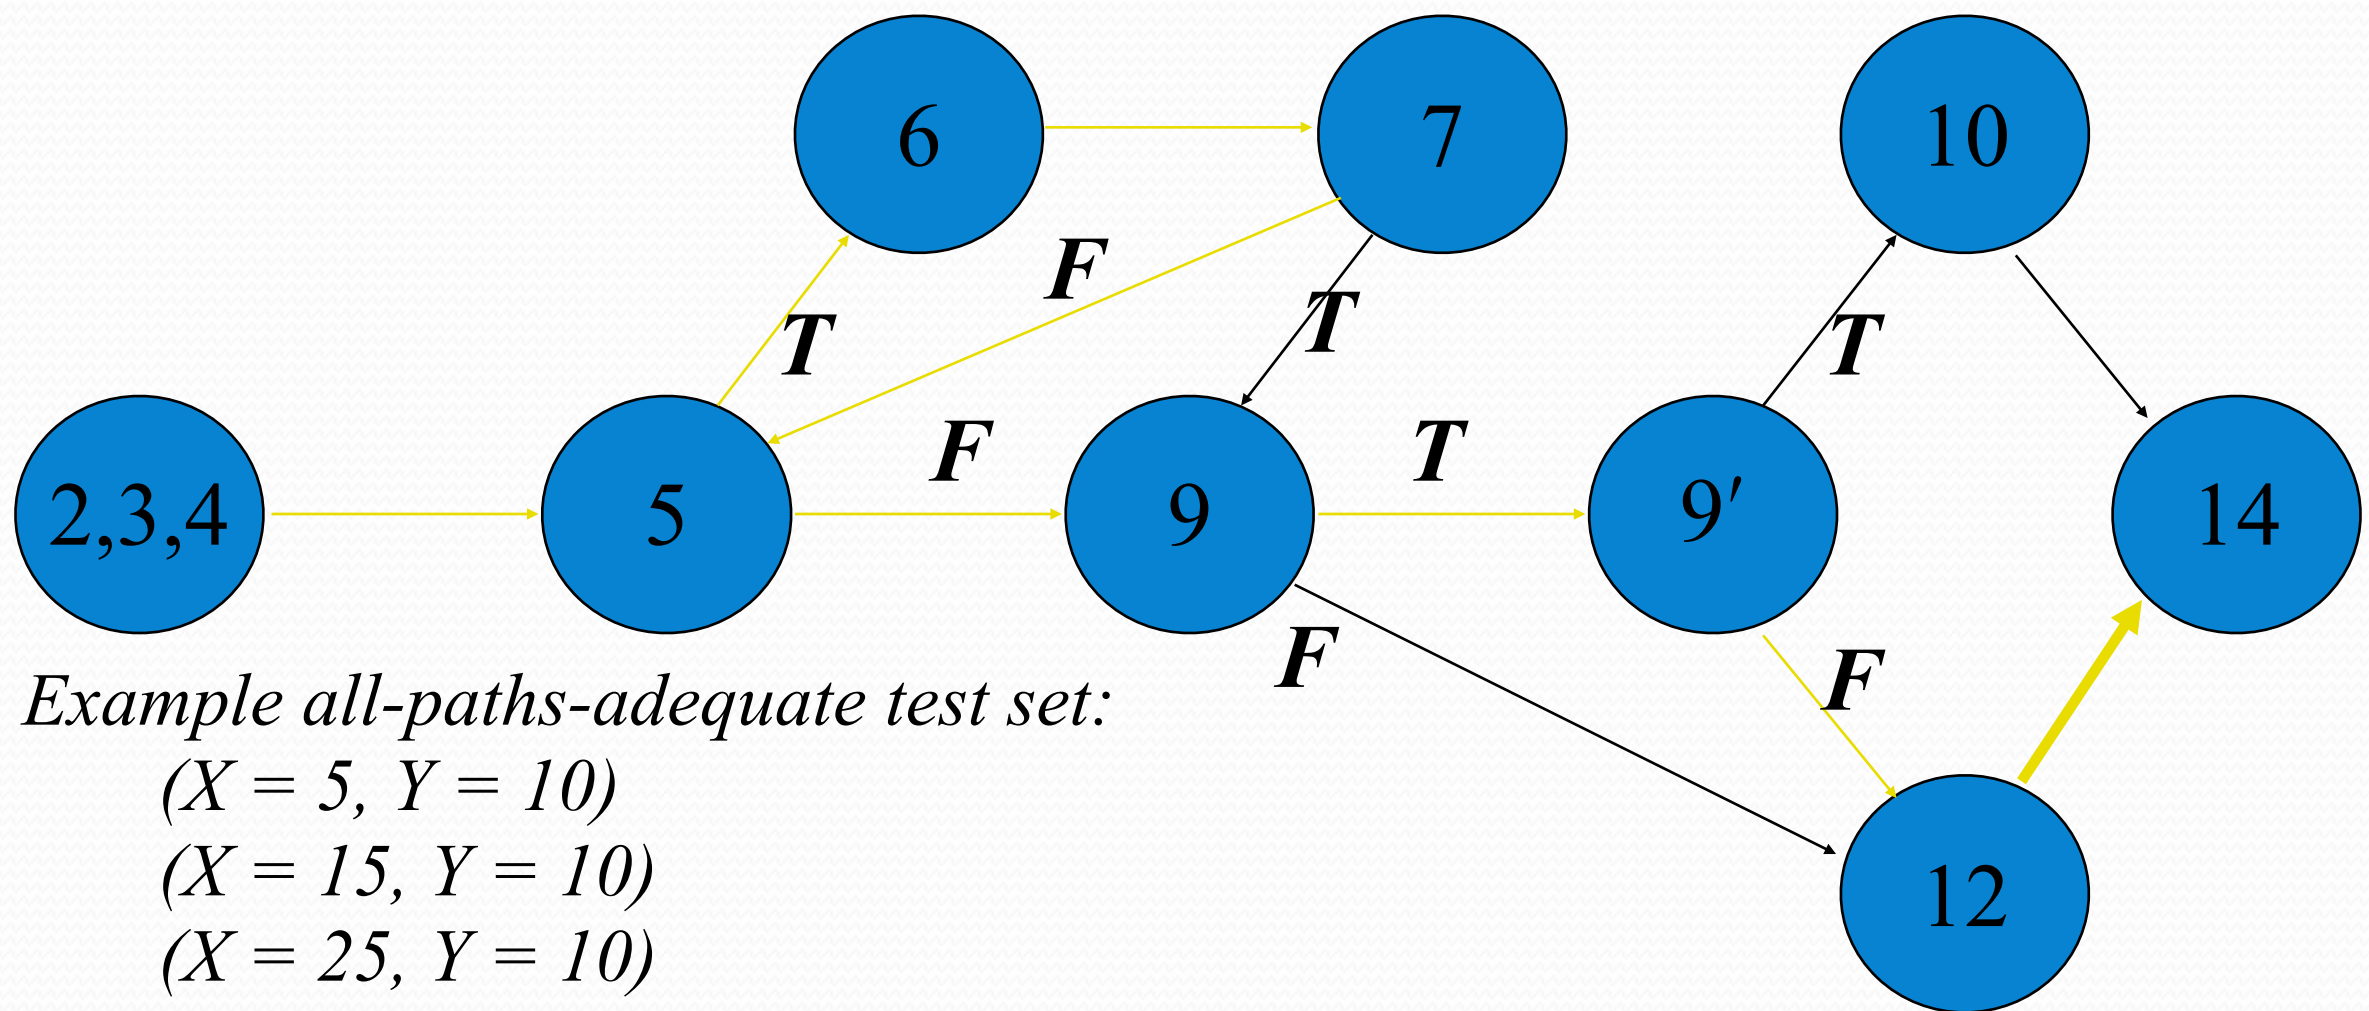 6
7
10
F
T
T
T
2,3,4
5
F
9
T
9′
14
F
F
Example all-paths-adequate test set:
(X = 5, Y = 10)
(X = 15, Y = 10)
(X = 25, Y = 10)
12